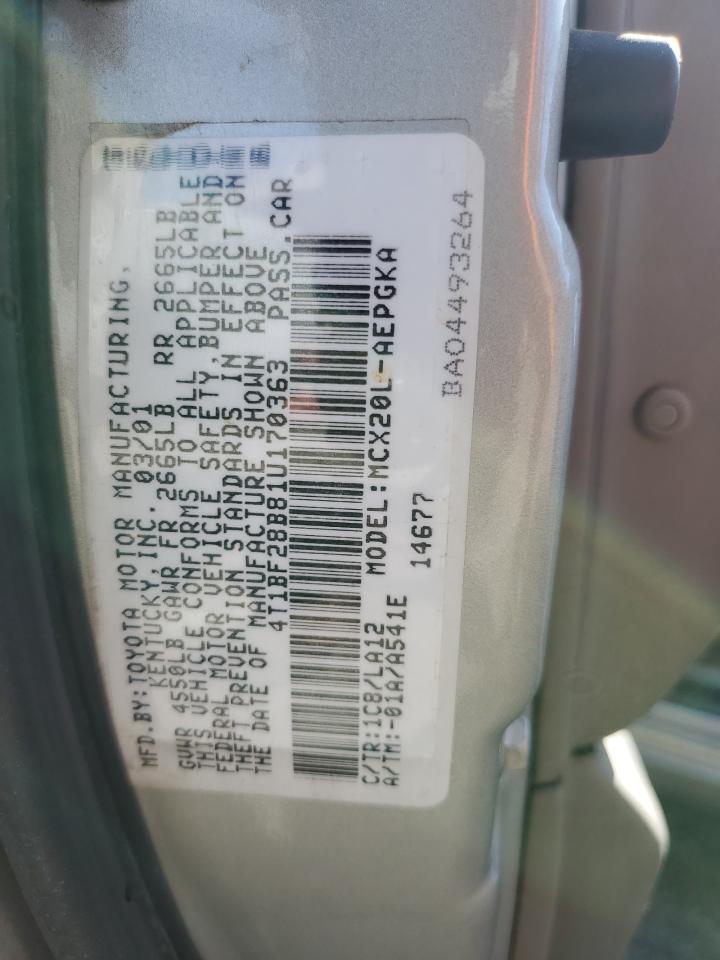 MFD.BY:TOYOTA MOTOR MANUFACTURING,
KENTUCKY, INC. 03/01
GVWR 4550LB GAWR FR 2665LB RR 2665LB
THIS VEHICLE CONFORMS TO ALL APPLICABLE
FEDERAL MOTOR VEHICLE SAFETY,BUMPER AND
THEFT PREVENTION STANDARDS IN EFFECT ON
THE DATE OF MANUFACTURE SHOWN ABOVE
4T1BF28B81U170363 PASS.CAR
C/TR:1C8/LA12 MODEL:MCX20L-AEPGKA
A/TM:-01A/A541E 14677
BA04493264